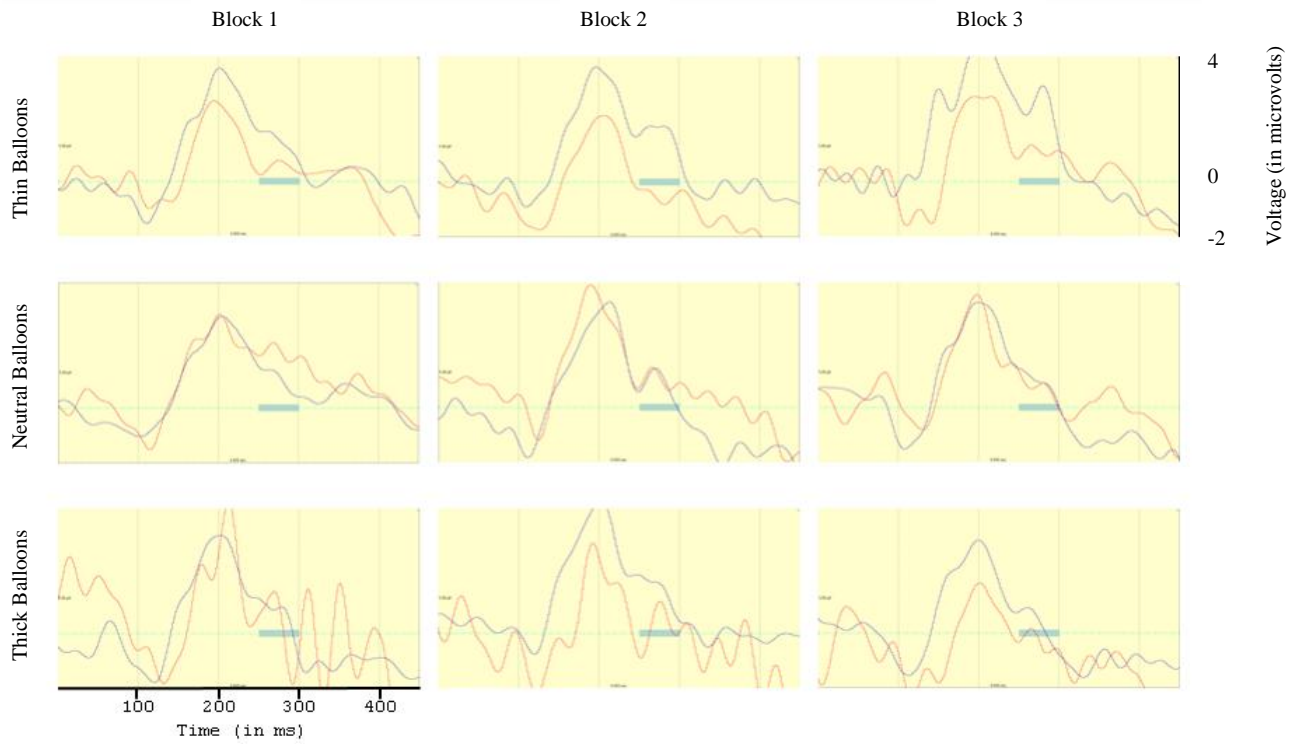 Block 1
Block 2
Block 3
Thin Balloons
4
0
-2
Voltage (in microvolts)
Neutral Balloons
Thick Balloons
100 200 300 400
Time (in ms)